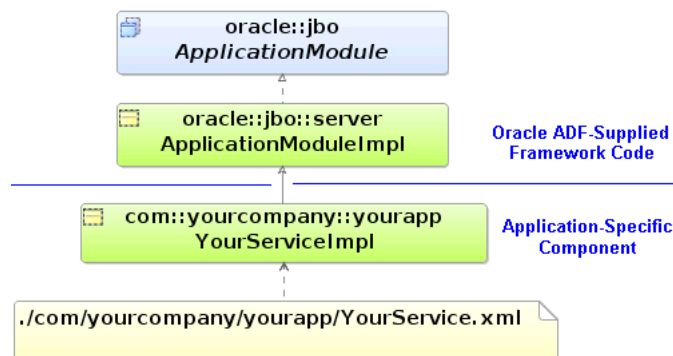 oracle::jbo
ApplicationModule
oracle::jbo::server
ApplicationModuleImpl
Oracle ADF-Supplied
Framework Code
com::yourcompany::yourapp
YourServiceImpl
Application-Specific
Component
./com/yourcompany/yourapp/YourService.xml